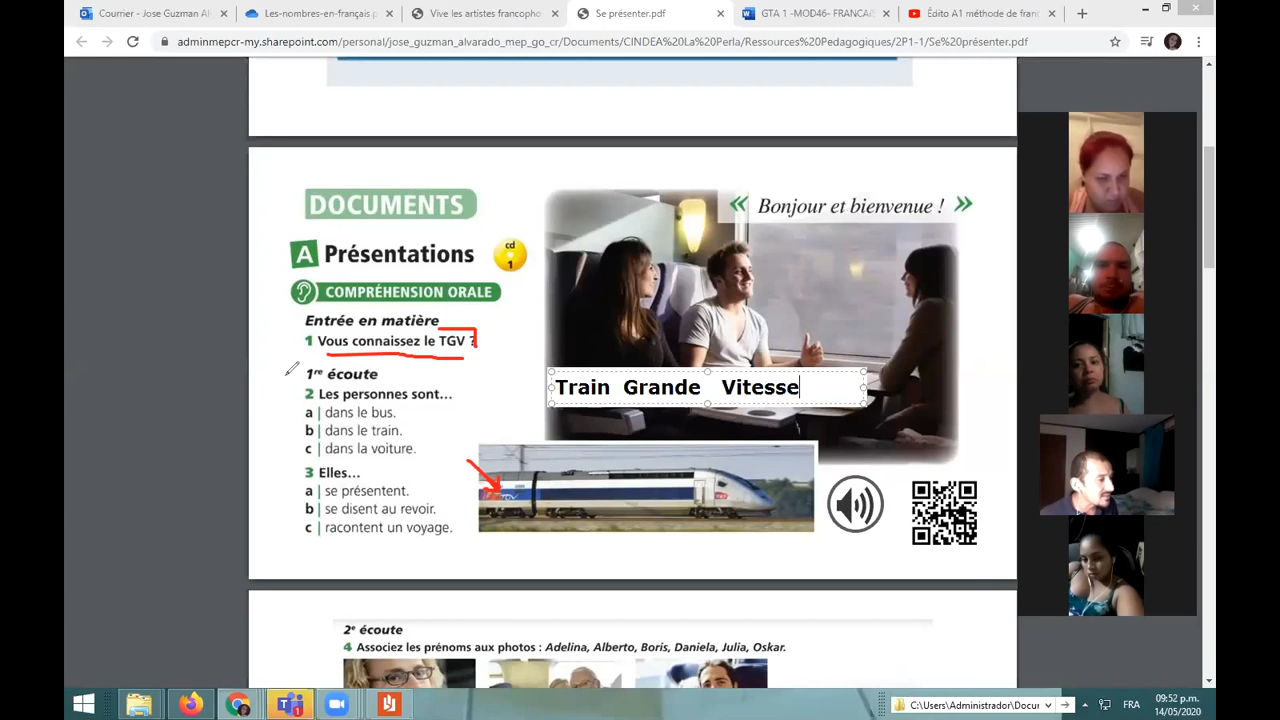 Courrier - Jose Guzman Al
Les-nombres-en-français.p
Vive les artistes francopho
Se présenter.pdf
GTA 1 -MOD46- FRANCAIS
Édito A1 méthode de fran
adminmepcr-my.sharepoint.com/personal/jose_guzman_alvarado_mep_go_cr/Documents/CINDEA%20La%20Perla/Ressources%20Pedagogiques/2P1-1/Se%20présenter.pdf
DOCUMENTS
« Bonjour et bienvenue ! »
A Présentations
cd 1
COMPRÉHENSION ORALE
Entrée en matière
1 Vous connaissez le TGV ?
1re écoute
2 Les personnes sont...
a | dans le bus.
b | dans le train.
c | dans la voiture.
3 Elles...
a | se présentent.
b | se disent au revoir.
c | racontent un voyage.
Train Grande Vitesse
2e écoute
4 Associez les prénoms aux photos : Adelina, Alberto, Boris, Daniela, Julia, Oskar.
C:\Users\Administrador\Docum
FR
09:52 p.m.
14/05/2020